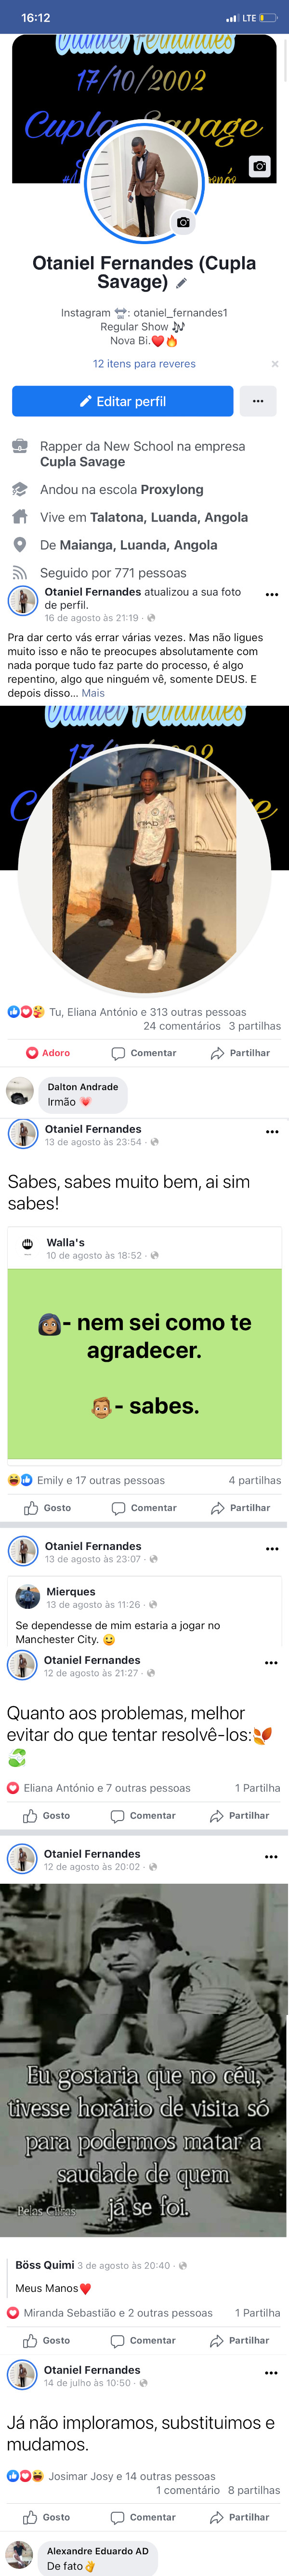 16:12
LTE
Otaniel Fernandes
17/10/2002
Cupla Savage
Otaniel Fernandes (Cupla
Savage)
Instagram : otaniel_fernandes1
Regular Show 🎶
Nova Bi.❤️🔥
12 itens para reveres
Editar perfil
Rapper da New School na empresa
Cupla Savage
Andou na escola Proxylong
Vive em Talatona, Luanda, Angola
De Maianga, Luanda, Angola
Seguido por 771 pessoas
Otaniel Fernandes atualizou a sua foto
de perfil.
16 de agosto às 21:19 ·
Pra dar certo vás errar várias vezes. Mas não ligues
muito isso e não te preocupes absolutamente com
nada porque tudo faz parte do processo, é algo
repentino, algo que ninguém vê, somente DEUS. E
depois disso... Mais
Tu, Eliana António e 313 outras pessoas
24 comentários 3 partilhas
Adoro Comentar Partilhar
Dalton Andrade
Irmão 💗
Otaniel Fernandes
13 de agosto às 23:54 ·
Sabes, sabes muito bem, ai sim
sabes!
Walla's
10 de agosto às 18:52 ·
👩🏾- nem sei como te
agradecer.
- sabes.
Emily e 17 outras pessoas 4 partilhas
Gosto Comentar Partilhar
Otaniel Fernandes
13 de agosto às 23:07 ·
Mierques
13 de agosto às 11:26 ·
Se dependesse de mim estaria a jogar no
Manchester City. 🙂
Otaniel Fernandes
12 de agosto às 21:27 ·
Quanto aos problemas, melhor
evitar do que tentar resolvê-los:🍂
Eliana António e 7 outras pessoas 1 Partilha
Gosto Comentar Partilhar
Otaniel Fernandes
12 de agosto às 20:02 ·
Eu gostaria que no céu,
tivesse horário de visita só
para podermos matar a
saudade de quem
já se foi.
Böss Quimi 3 de agosto às 20:40 ·
Meus Manos❤️
Miranda Sebastião e 2 outras pessoas 1 Partilha
Gosto Comentar Partilhar
Otaniel Fernandes
14 de julho às 10:50 ·
Já não imploramos, substituimos e
mudamos.
Josimar Josy e 14 outras pessoas
1 comentário 8 partilhas
Gosto Comentar Partilhar
Alexandre Eduardo AD
De fato👌